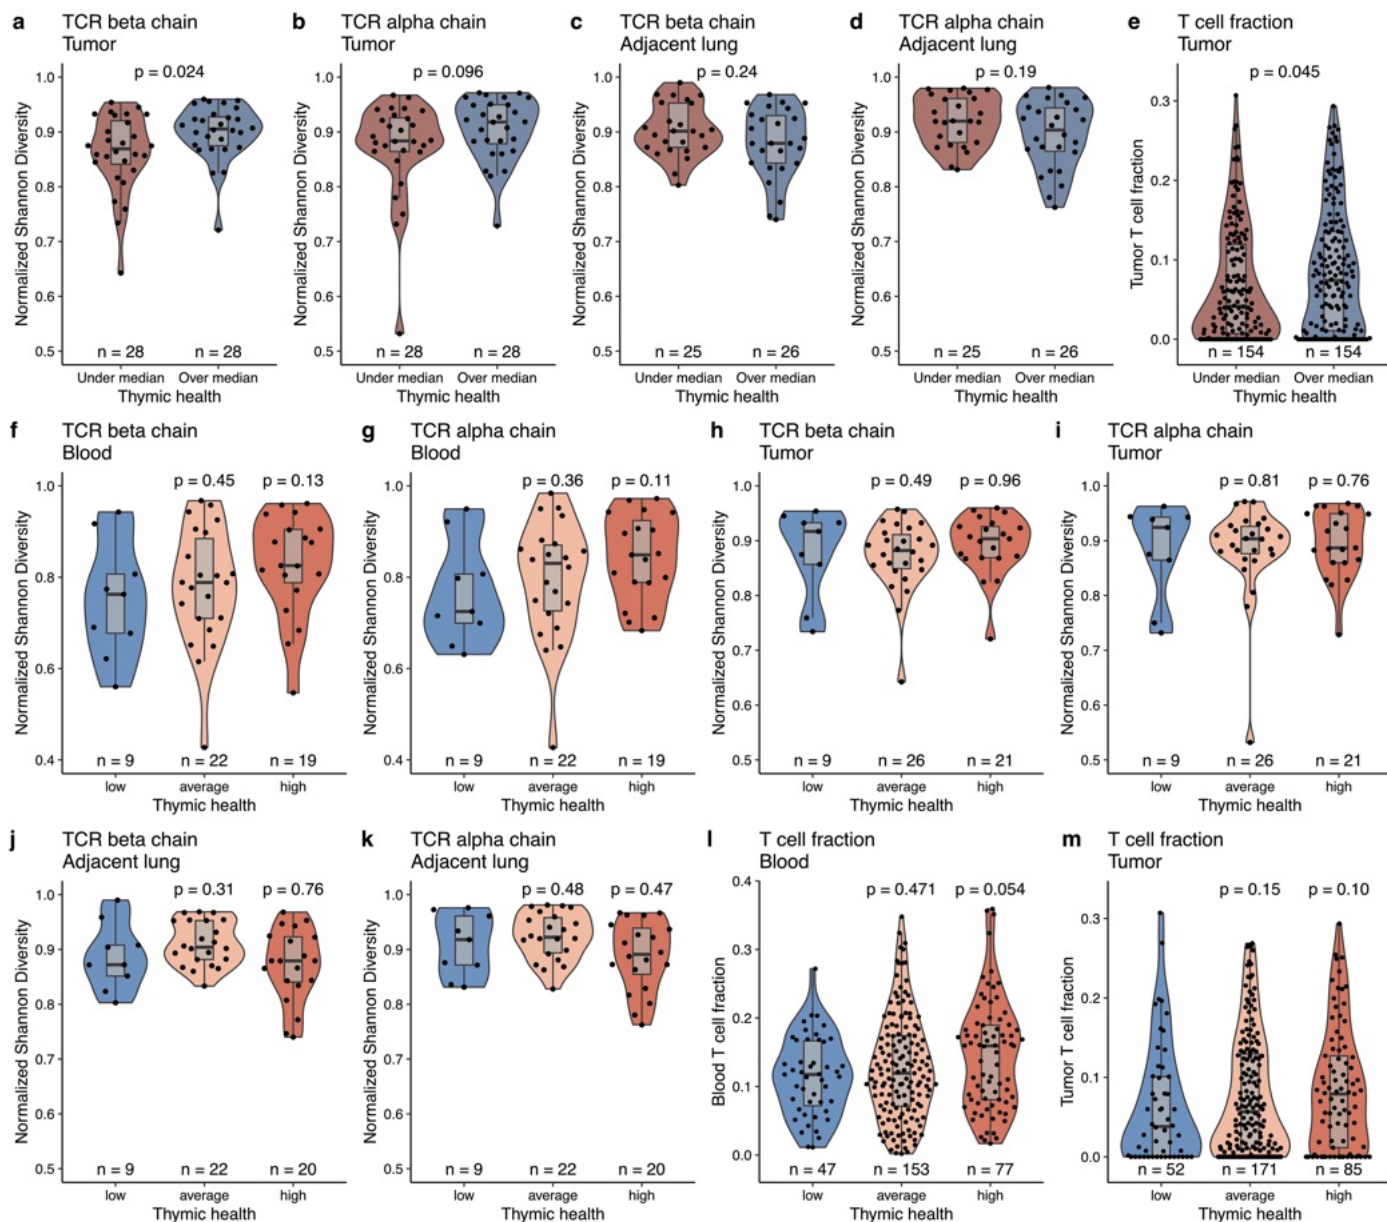 a TCR beta chain
Tumor
p = 0.024
Normalized Shannon Diversity
1.0
0.9
0.8
0.7
0.6
0.5
n = 28 n = 28
Under median Over median
Thymic health
b TCR alpha chain
Tumor
p = 0.096
Normalized Shannon Diversity
1.0
0.9
0.8
0.7
0.6
0.5
n = 28 n = 28
Under median Over median
Thymic health
c TCR beta chain
Adjacent lung
p = 0.24
Normalized Shannon Diversity
1.0
0.9
0.8
0.7
0.6
0.5
n = 25 n = 26
Under median Over median
Thymic health
d TCR alpha chain
Adjacent lung
p = 0.19
Normalized Shannon Diversity
1.0
0.9
0.8
0.7
0.6
0.5
n = 25 n = 26
Under median Over median
Thymic health
e T cell fraction
Tumor
p = 0.045
Tumor T cell fraction
0.3
0.2
0.1
0.0
n = 154 n = 154
Under median Over median
Thymic health
f TCR beta chain
Blood
p = 0.45 p = 0.13
Normalized Shannon Diversity
1.0
0.8
0.6
0.4
n = 9 n = 22 n = 19
low average high
Thymic health
g TCR alpha chain
Blood
p = 0.36 p = 0.11
Normalized Shannon Diversity
1.0
0.8
0.6
0.4
n = 9 n = 22 n = 19
low average high
Thymic health
h TCR beta chain
Tumor
p = 0.49 p = 0.96
Normalized Shannon Diversity
1.0
0.9
0.8
0.7
0.6
0.5
n = 9 n = 26 n = 21
low average high
Thymic health
i TCR alpha chain
Tumor
p = 0.81 p = 0.76
Normalized Shannon Diversity
1.0
0.9
0.8
0.7
0.6
0.5
n = 9 n = 26 n = 21
low average high
Thymic health
j TCR beta chain
Adjacent lung
p = 0.31 p = 0.76
Normalized Shannon Diversity
1.0
0.9
0.8
0.7
0.6
0.5
n = 9 n = 22 n = 20
low average high
Thymic health
k TCR alpha chain
Adjacent lung
p = 0.48 p = 0.47
Normalized Shannon Diversity
1.0
0.9
0.8
0.7
0.6
0.5
n = 9 n = 22 n = 20
low average high
Thymic health
l T cell fraction
Blood
p = 0.471 p = 0.054
Blood T cell fraction
0.4
0.3
0.2
0.1
0.0
n = 47 n = 153 n = 77
low average high
Thymic health
m T cell fraction
Tumor
p = 0.15 p = 0.10
Tumor T cell fraction
0.3
0.2
0.1
0.0
n = 52 n = 171 n = 85
low average high
Thymic health